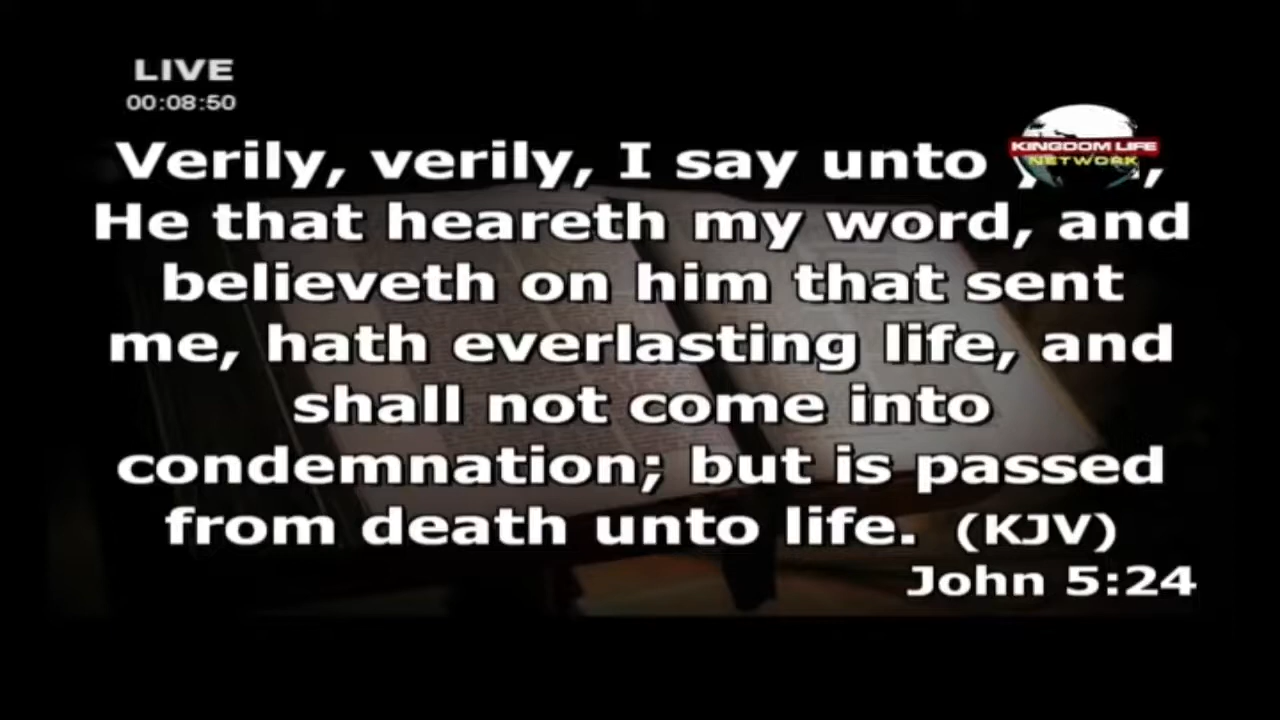 LIVE
00:08:50
KINGDOM LIFE
NETWORK
Verily, verily, I say unto
He that heareth my word, and
believeth on him that sent
me, hath everlasting life, and
shall not come into
condemnation; but is passed
from death unto life. (KJV)
John 5:24